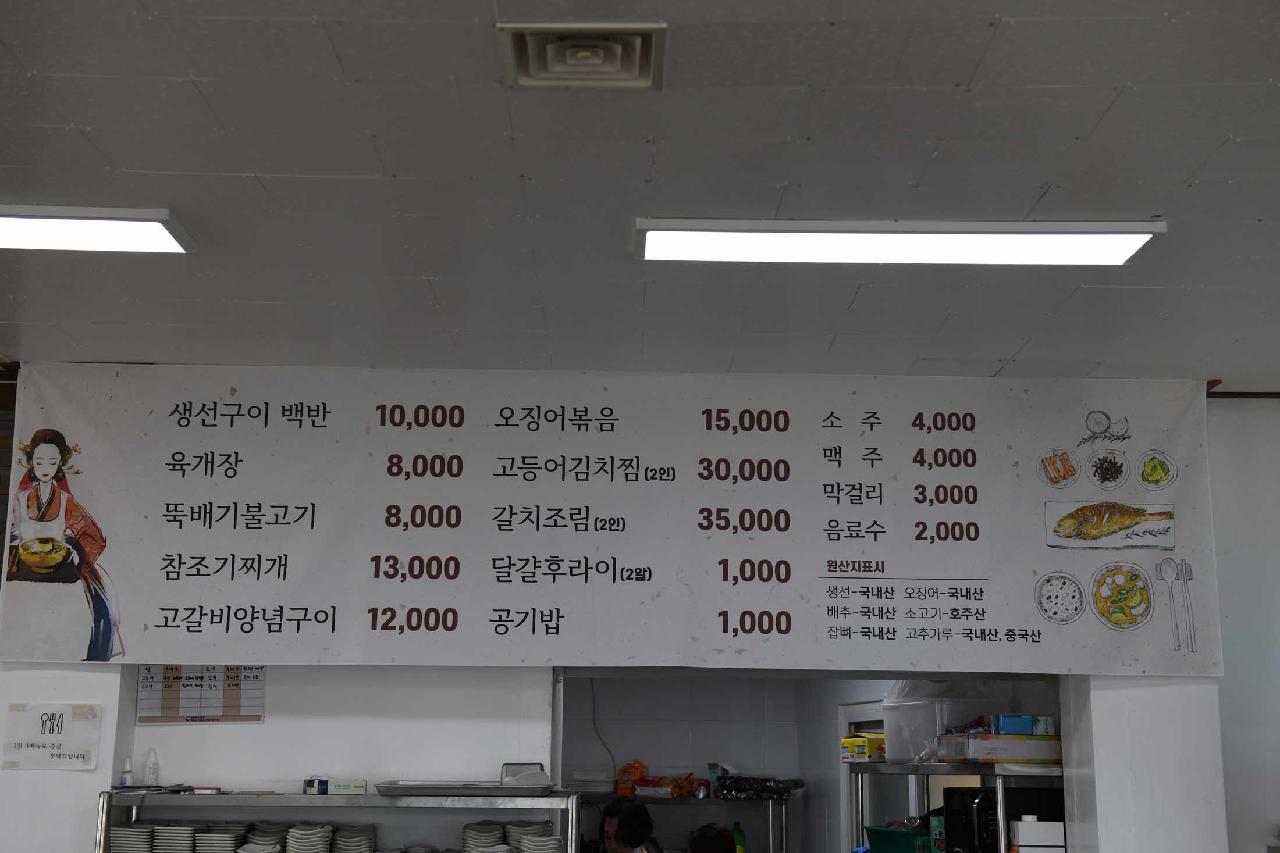 생선구이 백반 10,000
육개장 8,000
뚝배기불고기 8,000
참조기찌개 13,000
고갈비양념구이 12,000
오징어볶음 15,000
고등어김치찜(2인) 30,000
갈치조림(2인) 35,000
달걀후라이(2알) 1,000
공기밥 1,000
소 주 4,000
맥 주 4,000
막걸리 3,000
음료수 2,000
원산지표시
생선-국내산 오징어-국내산
배추-국내산 소고기-호주산
잡뼈-국내산 고추가루-국내산, 중국산
부탁드립니다